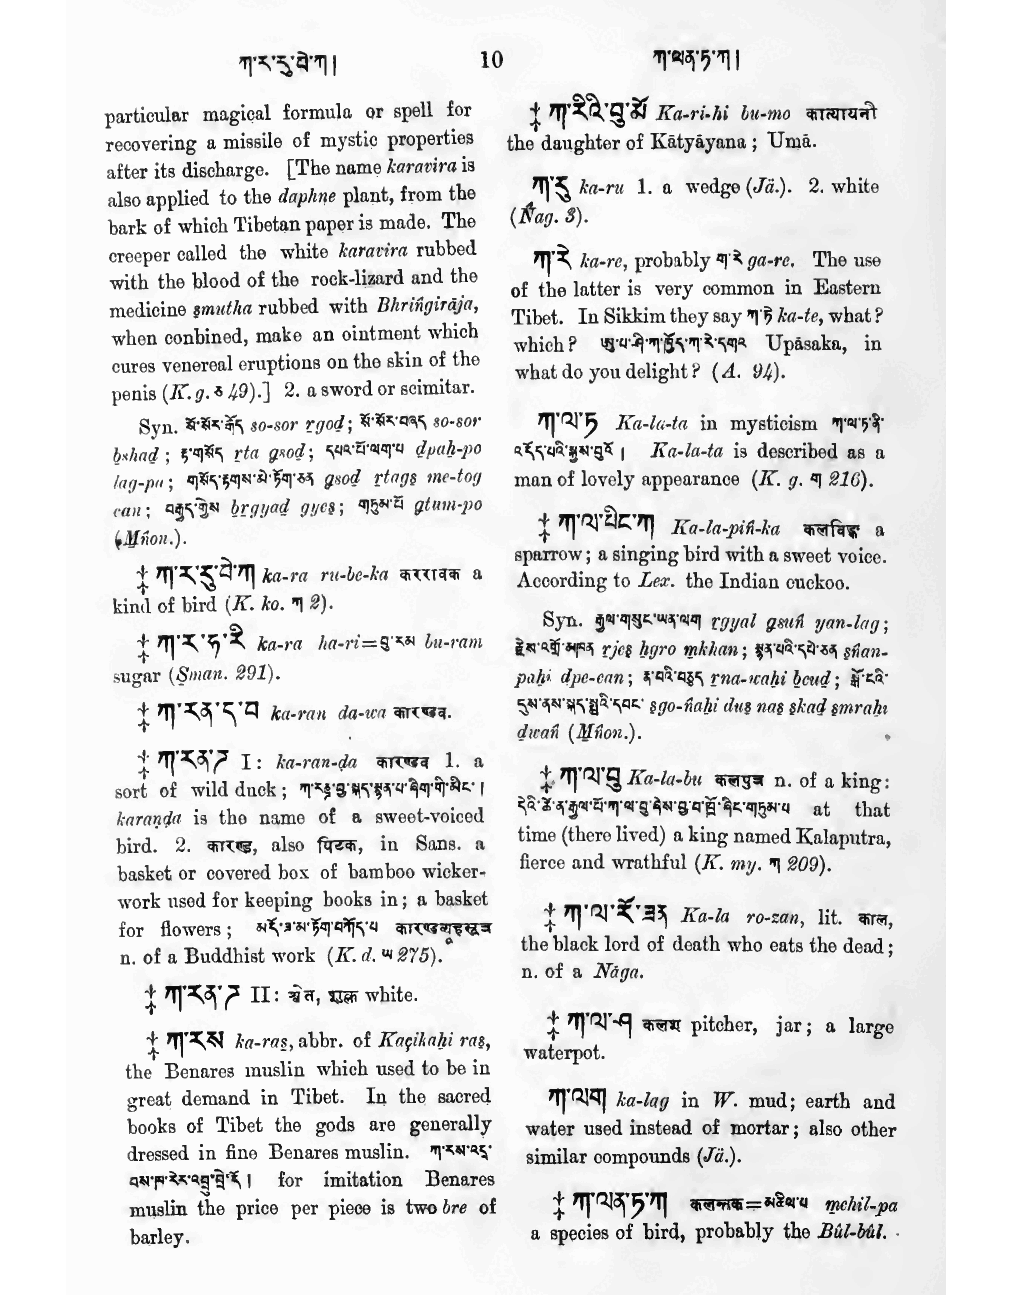 ཀ་ར་དུ་བེ་ཀ། 10 ཀ་ལན་ཏ་ཀ།
particular magical formula or spell for
recovering a missile of mystic properties
after its discharge. [The name karavira is
also applied to the daphne plant, from the
bark of which Tibetan paper is made. The
creeper called the white karavira rubbed
with the blood of the rock-lizard and the
medicine smutha rubbed with Bhriñgirāja,
when conbined, make an ointment which
cures venereal eruptions on the skin of the
penis (K. g. 49).] 2. a sword or scimitar.
Syn. སོ་སོར་རྒོད so-sor rgod; སོ་སོར་བཤད so-sor
bshad; རྟ་གསོད rta gsod; དཔའ་བོ་ལག་པ dpaḥ-po
lag-pa; གསོད་རྟགས་མེ་ཏོག་ཅན gsod rtags me-tog
can; བརྒྱད་གྱེས brgyad gyes; གཏུམ་པོ gtum-po
(Mñon.).
‡ ཀ་ར་རུ་བེ་ཀ ka-ra ru-be-ka कररावक a
kind of bird (K. ko. ཀ 2).
‡ ཀ་ར་ཧ་རི ka-ra ha-ri=བུ་རམ bu-ram
sugar (Sman. 291).
‡ ཀ་རན་ད་བ ka-ran da-wa कारण्डव.
‡ ཀ་རན་ཌ I: ka-ran-ḍa कारण्डव 1. a
sort of wild duck; ཀ་རནྜ་བྱ་སྐད་སྙན་པ་ཞིག་གི་མིང་།
karaṇḍa is the name of a sweet-voiced
bird. 2. कारण्ड, also पिटक, in Sans. a
basket or covered box of bamboo wicker-
work used for keeping books in; a basket
for flowers; མདོ་ཟ་མ་ཏོག་བཀོད་པ कारण्डव्यूहसूत्र
n. of a Buddhist work (K. d. ཡ 275).
‡ ཀ་རན་ཌ II: श्वेत, शुक्ल white.
‡ ཀ་རས ka-ras, abbr. of Kaçikaḥi ras,
the Benares muslin which used to be in
great demand in Tibet. In the sacred
books of Tibet the gods are generally
dressed in fine Benares muslin. ཀ་རས་འདྲ་
for imitation Benares
muslin the price per piece is two bre of
barley.
‡ ཀ་རིའི་བུ་མོ Ka-ri-hi bu-mo कात्यायनी
the daughter of Kātyāyana; Umā.
ཀ་རུ ka-ru 1. a wedge (Jä.). 2. white
(Ñag. 3).
ཀ་རེ ka-re, probably ག་རེ ga-re. The use
of the latter is very common in Eastern
Tibet. In Sikkim they say ཀ་ཏེ ka-te, what?
which? ཨུ་པ་ཤི་ཀ་ཁྱོད་ཀ་རེ་དགའ Upāsaka, in
what do you delight? (A. 94).
ཀ་ལ་ཏ Ka-la-ta in mysticism ཀ་ལ་ཏ་ནི་
འདོད་པའི་སྐྱེས་བུར། Ka-la-ta is described as a
man of lovely appearance (K. g. ག 216).
‡ ཀ་ལ་པིང་ཀ Ka-la-piñ-ka कलविङ्क a
sparrow; a singing bird with a sweet voice.
According to Lex. the Indian cuckoo.
Syn. རྒྱལ་གསུང་ཡན་ལག rgyal gsuñ yan-lag;
རྗེས་འགྲོ་མཁན rjes ḥgro mkhan; སྙན་པའི་དཔེ་ཅན sñan-
paḥi dpe-can; རྣ་བའི་བཅུད rna-waḥi bcud; སྒོ་ངའི་
དུས་ནས་སྐད་སྨྲའི་དབང་ sgo-ñaḥi dus nas skad smraḥi
dwañ (Mñon.).
‡ ཀ་ལ་བུ Ka-la-bu कलपुत्र n. of a king:
དེའི་ཚེ་ན་རྒྱལ་པོ་ཀ་ལ་བུ་ཞེས་བྱ་བ་ཁྲོ་ཞིང་གཏུམ་པ at that
time (there lived) a king named Kalaputra,
fierce and wrathful (K. my. ཀ 209).
‡ ཀ་ལ་རོ་ཟན Ka-la ro-zan, lit. काल,
the black lord of death who eats the dead;
n. of a Nāga.
‡ ཀ་ལ་ཤ कलश pitcher, jar; a large
waterpot.
ཀ་ལག ka-lag in W. mud; earth and
water used instead of mortar; also other
similar compounds (Jä.).
‡ ཀ་ལན་ཏ་ཀ कलन्तक=མཆིལ་པ mchil-pa
a species of bird, probably the Bûl-bûl.